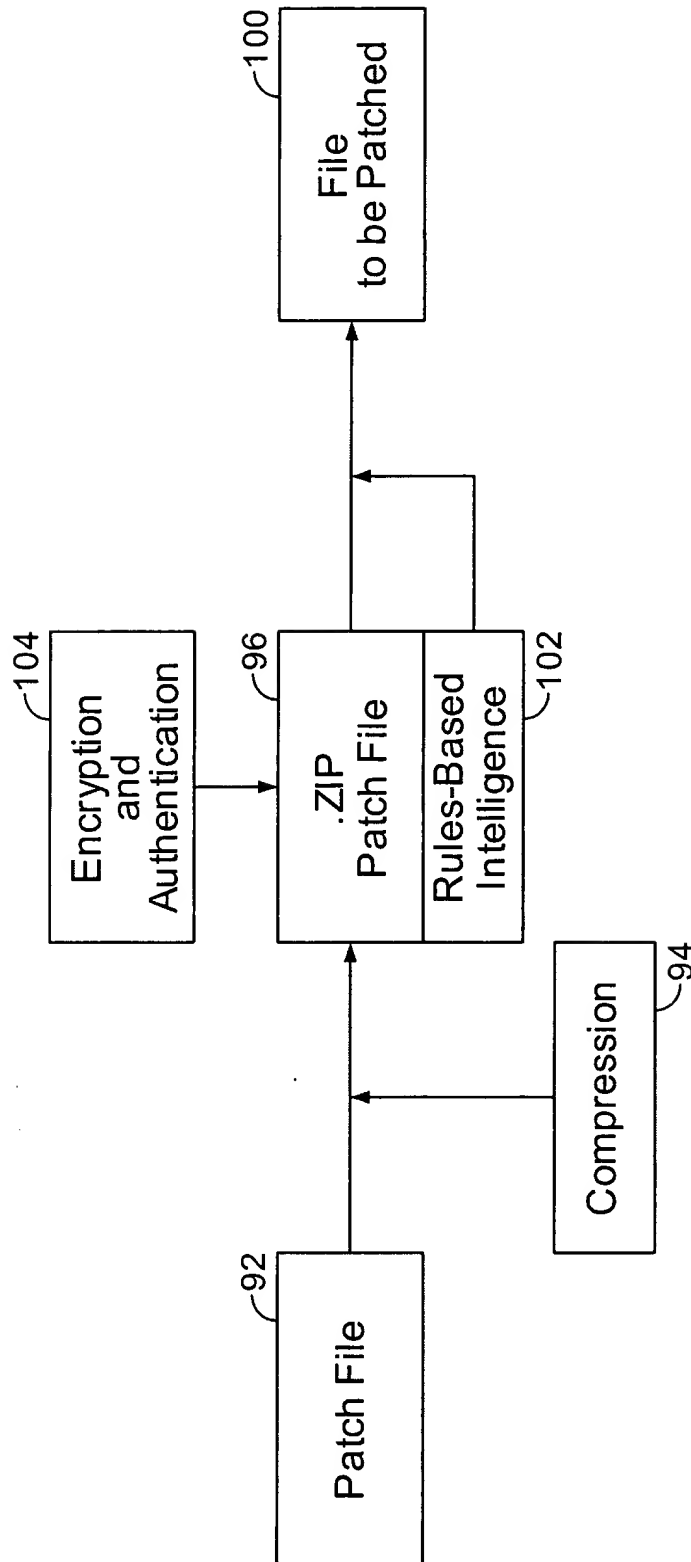 Patch File
92
Compression
94
Encryption
and
Authentication
104
.ZIP
Patch File
96
Rules-Based
Intelligence
102
File
to be Patched
100